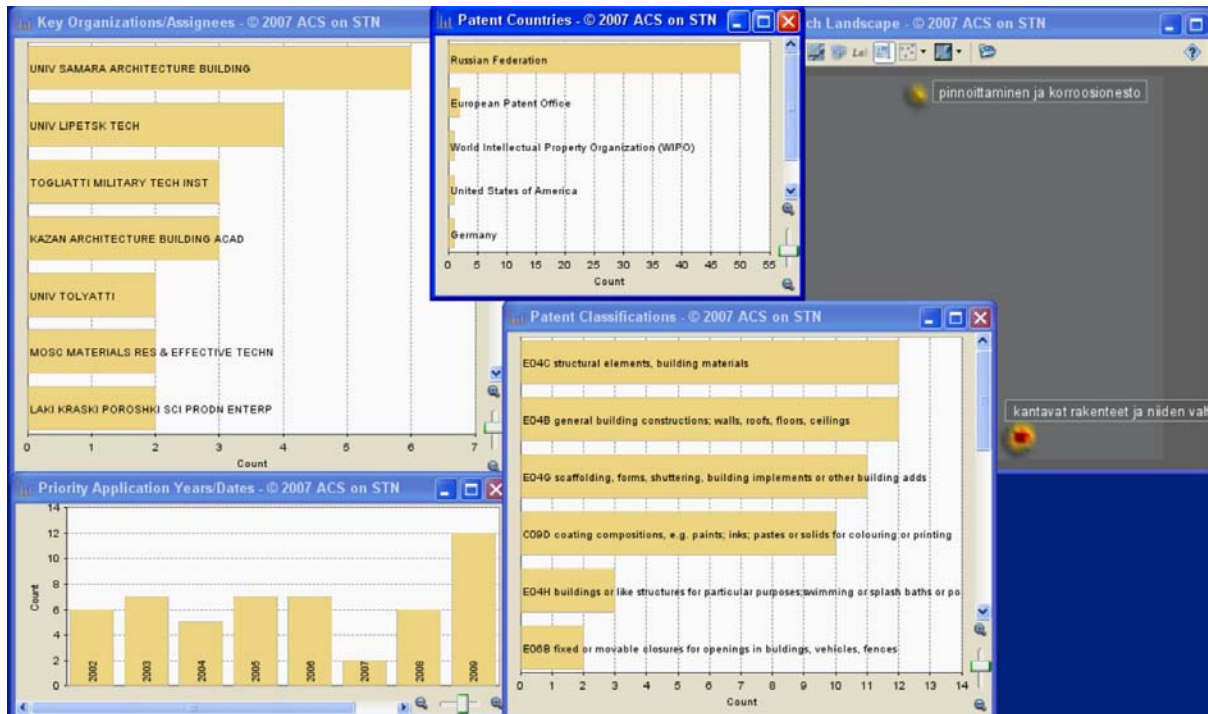 Key Organizations/Assignees - © 2007 ACS on STN
UNIV SAMARA ARCHITECTURE BUILDING
UNIV LIPETSK TECH
TOGLIATTI MILITARY TECH INST
KAZAN ARCHITECTURE BUILDING ACAD
UNIV TOLYATTI
MOSC MATERIALS RES & EFFECTIVE TECHN
LAKI KRASKI POROSHKI SCI PRODN ENTERP
0 1 2 3 4 5 6 7
Count
Patent Countries - © 2007 ACS on STN
Russian Federation
European Patent Office
World Intellectual Property Organization (WIPO)
United States of America
Germany
0 5 10 15 20 25 30 35 40 45 50 55
Count
ch Landscape - © 2007 ACS on STN
pinnoittaminen ja korroosionesto
kantavat rakenteet ja niiden valt
Priority Application Years/Dates - © 2007 ACS on STN
14
12
10
8
6
4
2
0
Count
2002 2003 2004 2005 2006 2007 2008 2009
Patent Classifications - © 2007 ACS on STN
E04C structural elements, building materials
E04B general building constructions; walls, roofs, floors, ceilings
E04G scaffolding, forms, shuttering, building implements or other building adds
C09D coating compositions, e.g. paints; inks; pastes or solids for colouring or printing
E04H buildings or like structures for particular purposes;swimming or splash baths or po
E06B fixed or movable closures for openings in buldings, vehicles, fences
0 1 2 3 4 5 6 7 8 9 10 11 12 13 14
Count